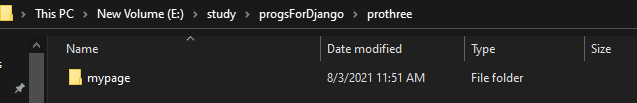 This PC > New Volume (E:) > study > progsForDjango > prothree
Name Date modified Type Size
mypage 8/3/2021 11:51 AM File folder